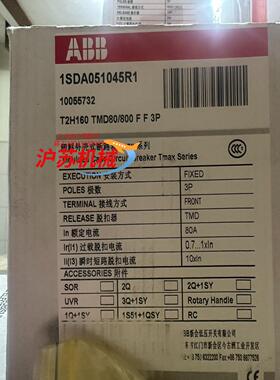 ABB
1SDA051045R1
10055732
T2H160 TMD80/800 F F 3P
Tmax Series
沪苏机械
EXECUTION 安装方式 FIXED
POLES 极数 3P
TERMINAL 接线方式 FRONT
RELEASE 脱扣器 TMD
In 额定电流 80A
Ir(I1) 过载脱扣电流 0.7...1xIn
Ii(I3) 瞬时短路脱扣电流 10xIn
ACCESSORIES 附件
SOR 2Q 2Q+1SY
UVR 3Q+1SY Rotary Handle
1Q+1SY 1S51+1QSY RC